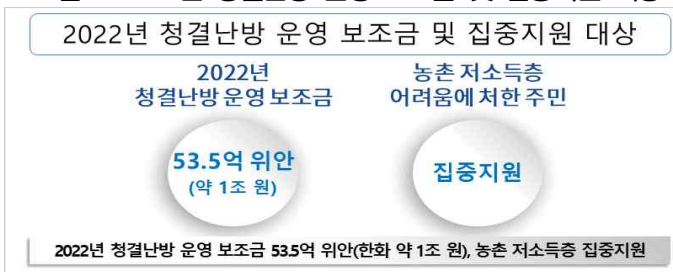 2022년 청결난방 운영 보조금 및 집중지원 대상
2022년
청결난방 운영 보조금
농촌 저소득층
어려움에 처한 주민
53.5억 위안
(약 1조 원)
집중지원
2022년 청결난방 운영 보조금 53.5억 위안(한화 약 1조 원), 농촌 저소득층 집중지원